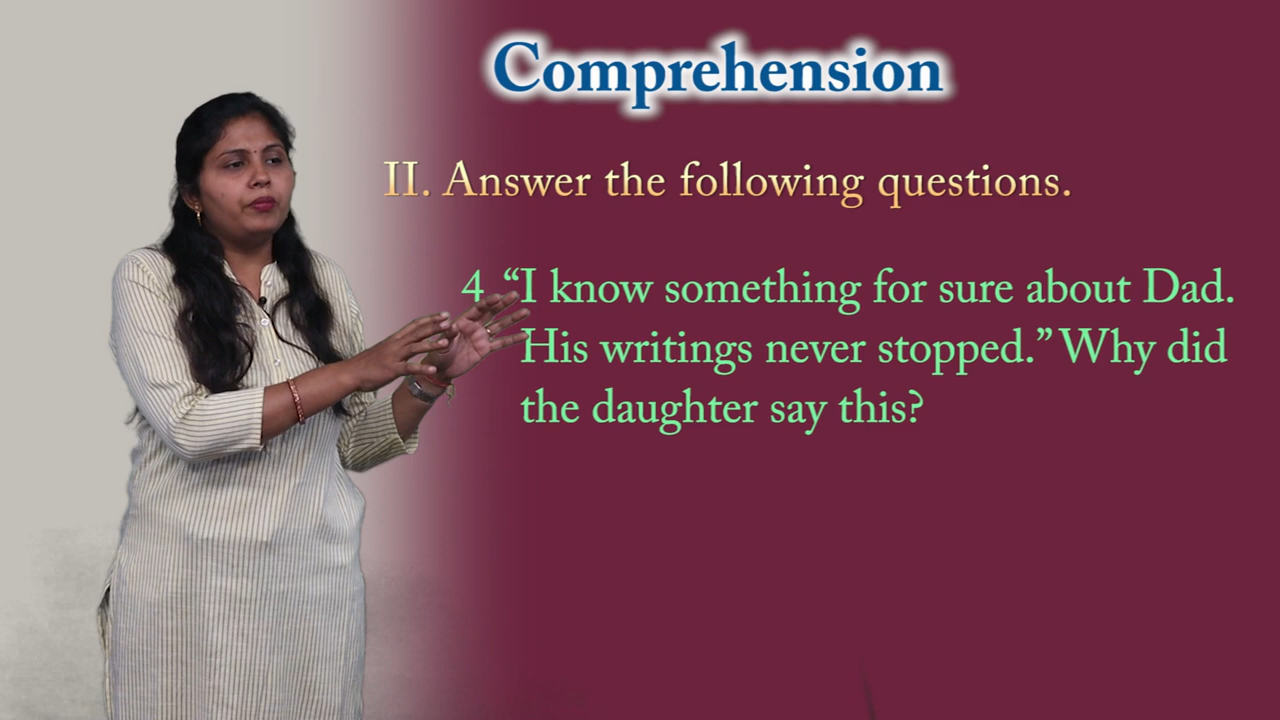 Comprehension
II. Answer the following questions.
4. “I know something for sure about Dad.
His writings never stopped.” Why did
the daughter say this?